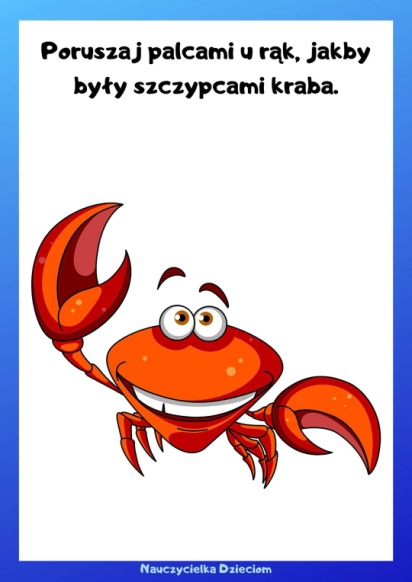 Poruszaj palcami u rąk, jakby
były szczypcami kraba.
Nauczycielka Dzieciom